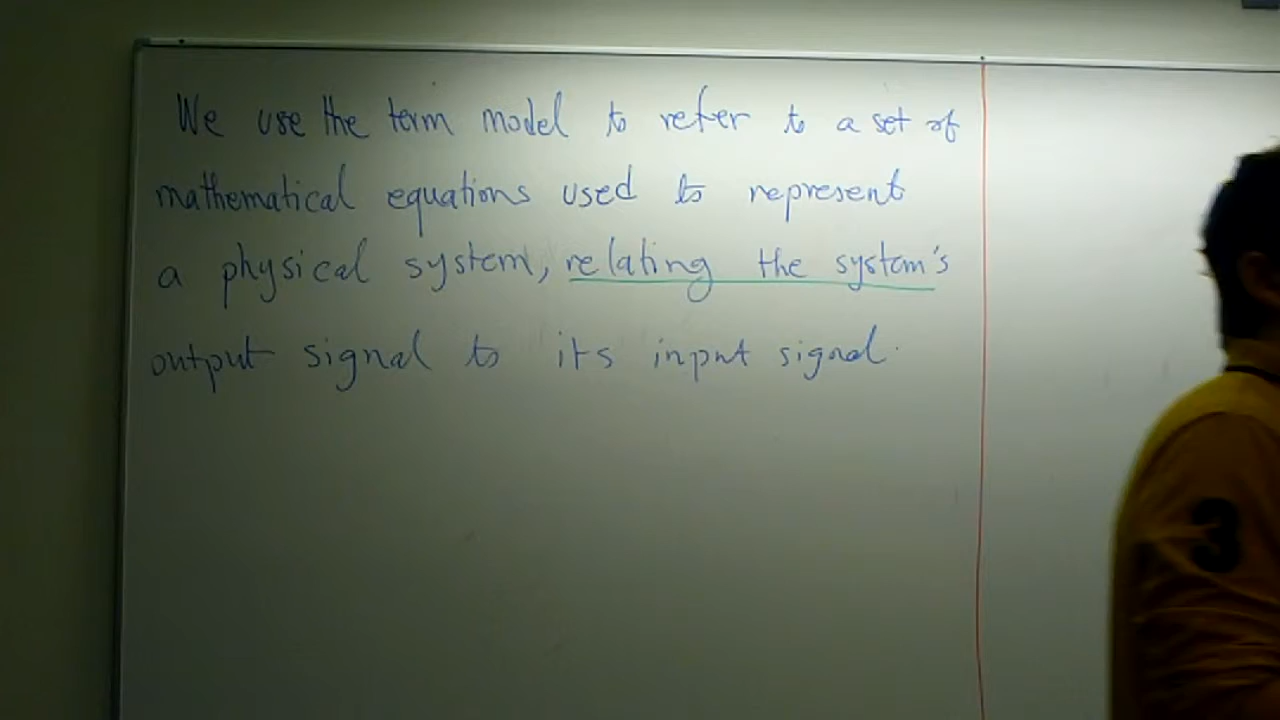 We use the term model to refer to a set of
mathematical equations used to represent
a physical system, relating the system's
output signal to its input signal.
3